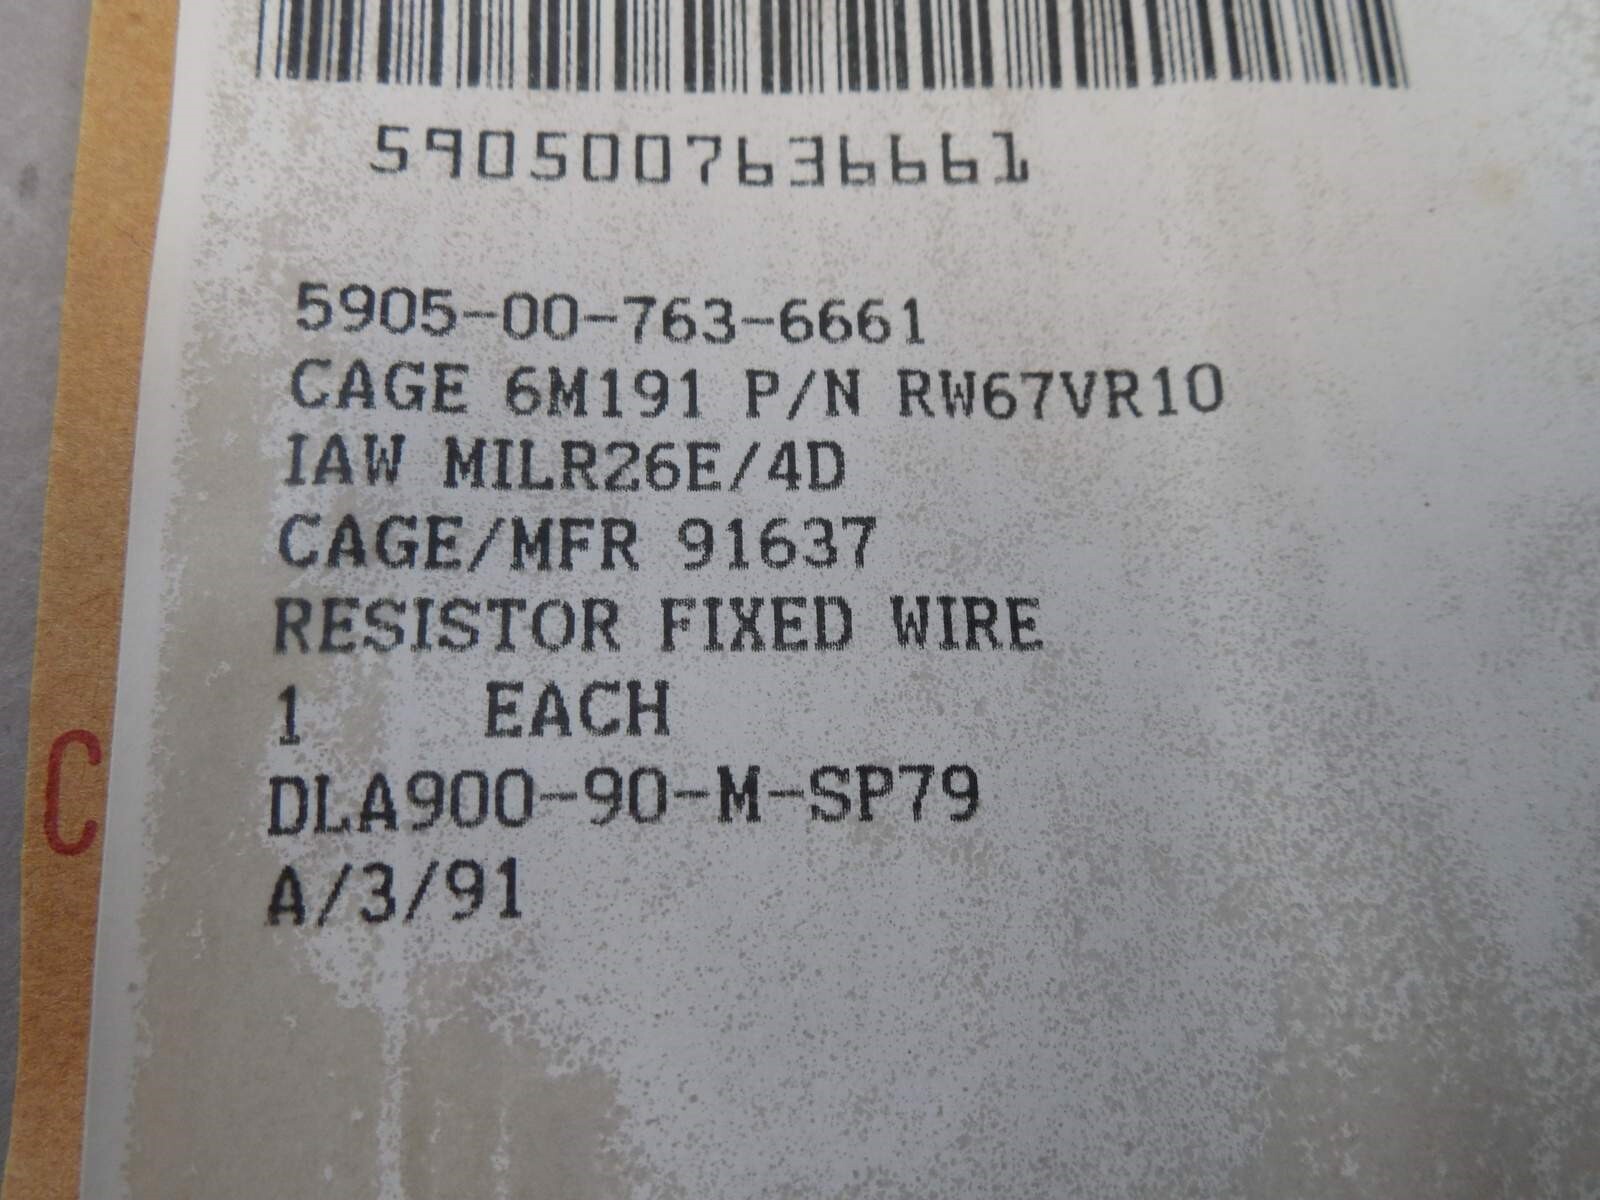 5905007636661
5905-00-763-6661
CAGE 6M191 P/N RW67VR10
IAW MILR26E/4D
CAGE/MFR 91637
RESISTOR FIXED WIRE
1 EACH
DLA900-90-M-SP79
A/3/91
C